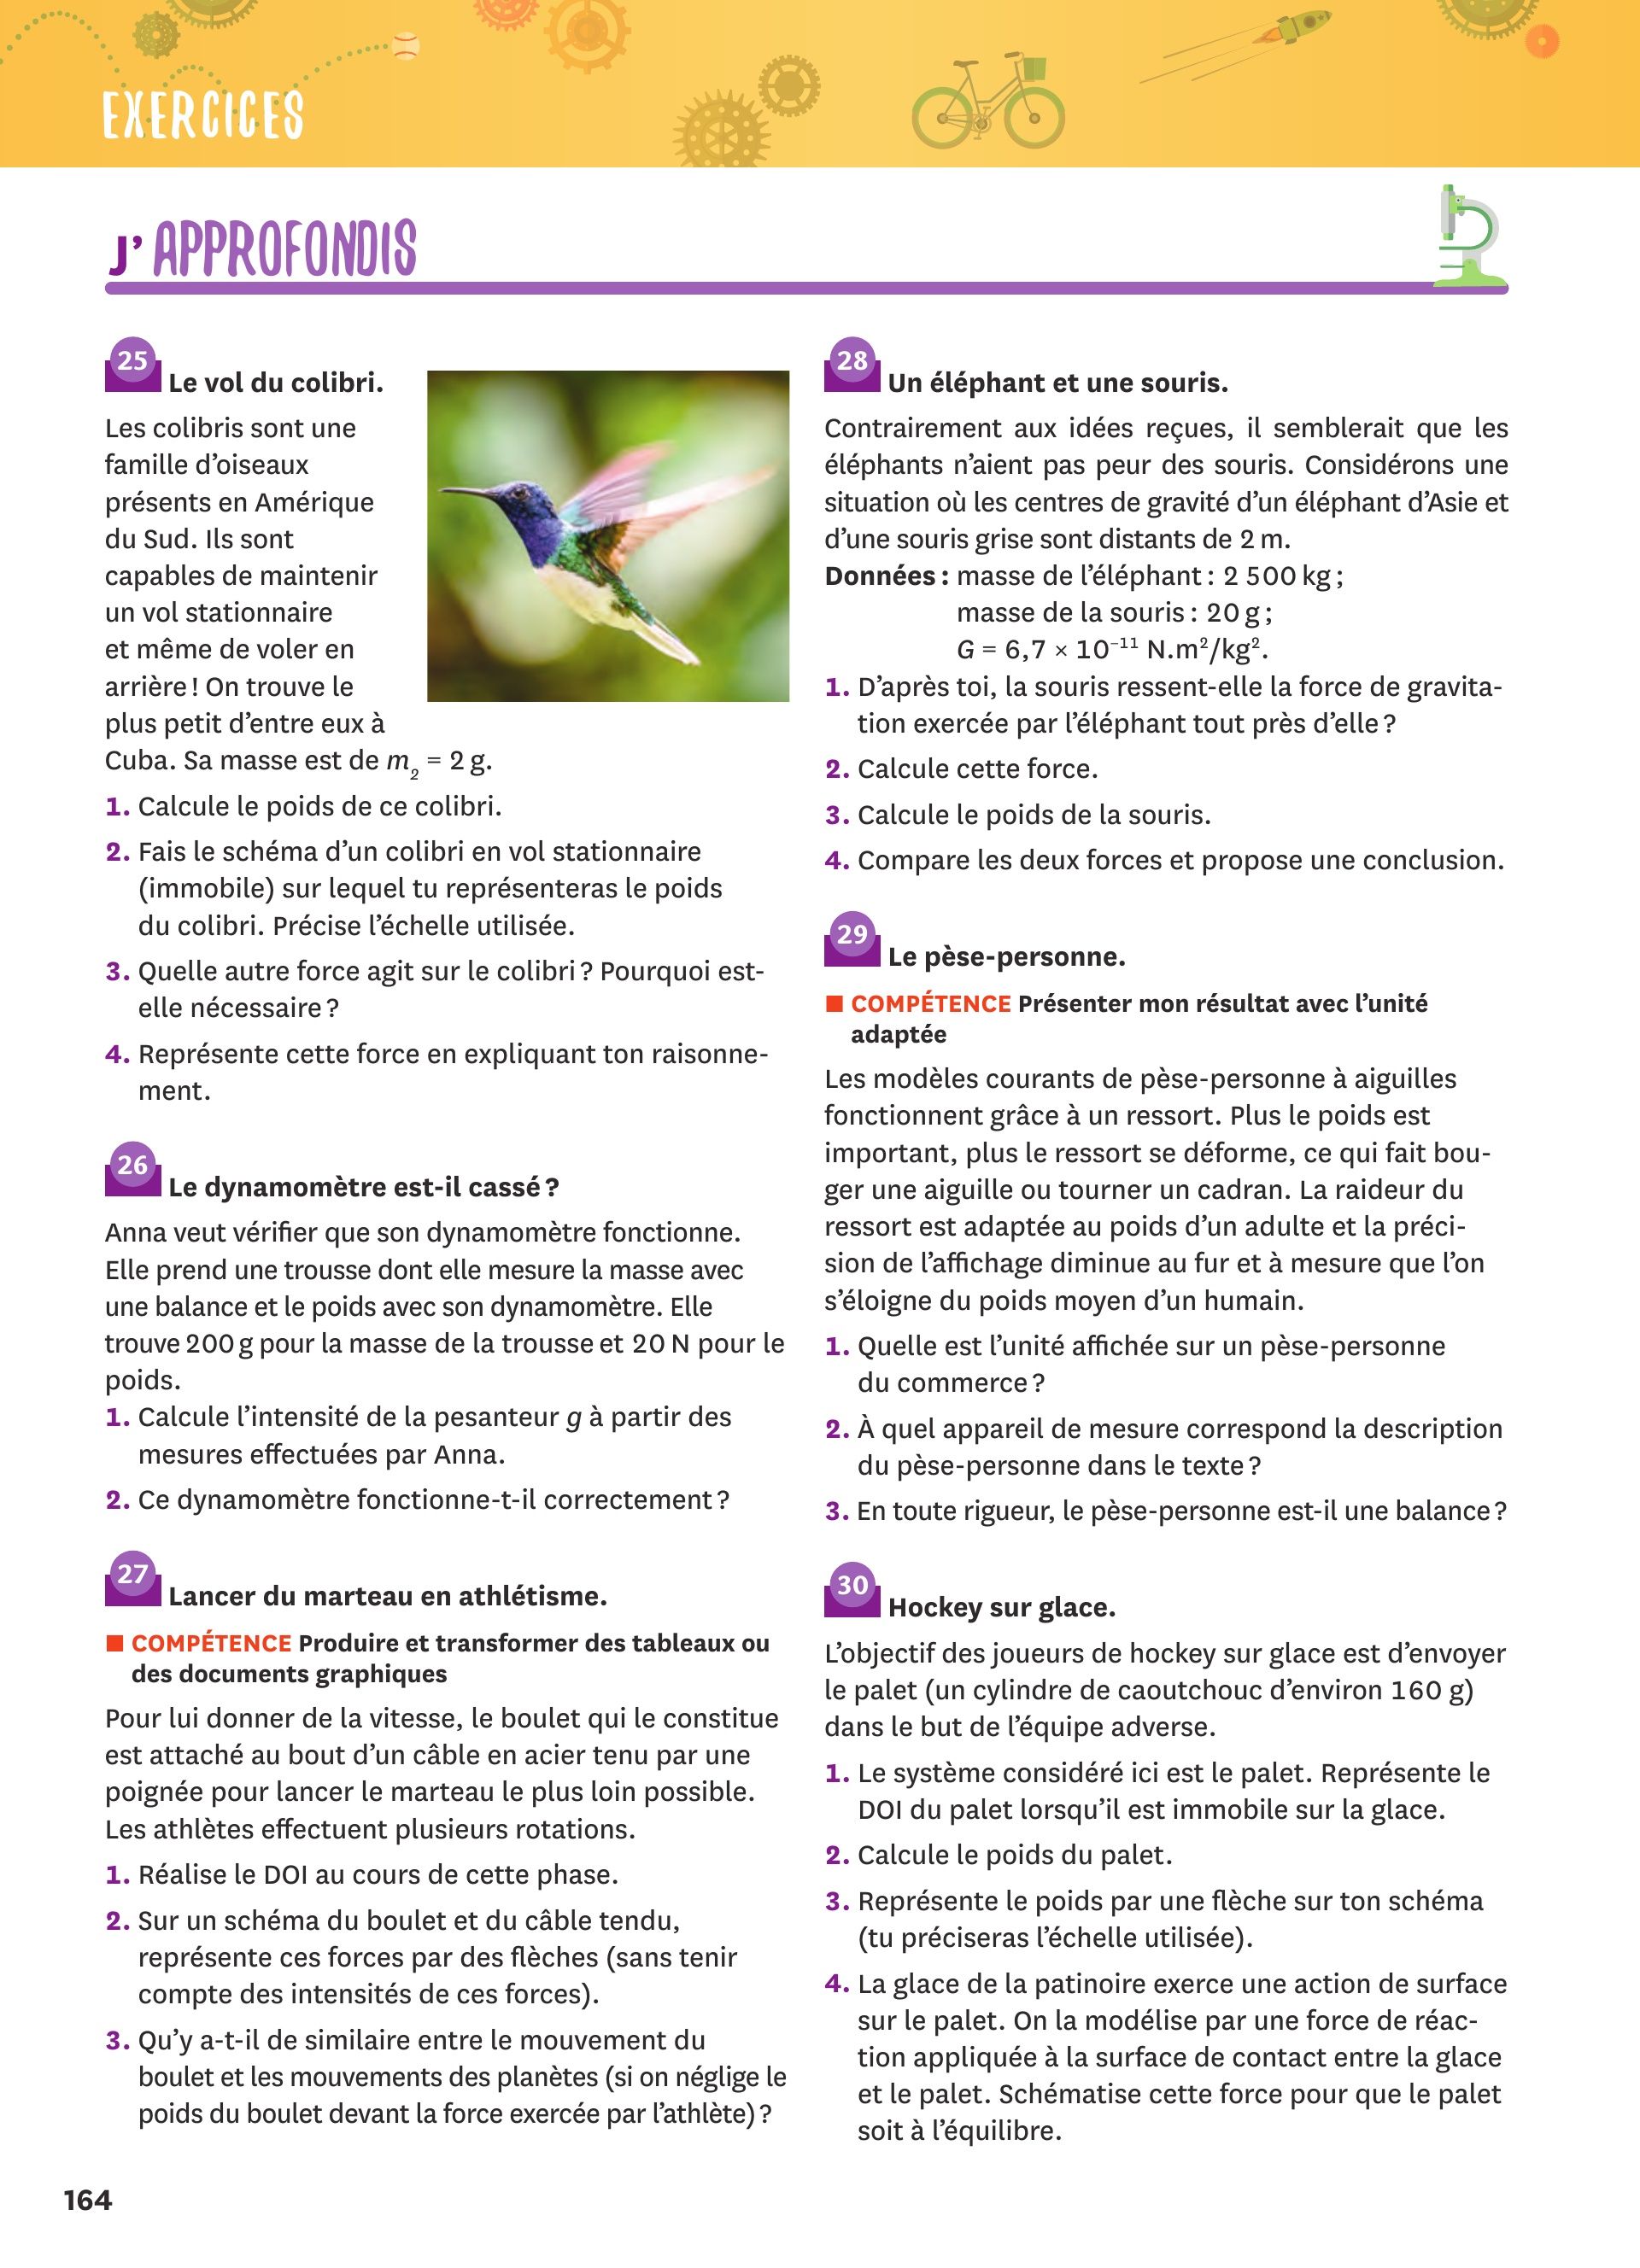 EXERCICES
J’APPROFONDIS
25 Le vol du colibri.
Les colibris sont une
famille d’oiseaux
présents en Amérique
du Sud. Ils sont
capables de maintenir
un vol stationnaire
et même de voler en
arrière ! On trouve le
plus petit d’entre eux à
Cuba. Sa masse est de m₂ = 2 g.
1. Calcule le poids de ce colibri.
2. Fais le schéma d’un colibri en vol stationnaire
(immobile) sur lequel tu représenteras le poids
du colibri. Précise l’échelle utilisée.
3. Quelle autre force agit sur le colibri ? Pourquoi est-
elle nécessaire ?
4. Représente cette force en expliquant ton raisonne-
ment.
26 Le dynamomètre est-il cassé ?
Anna veut vérifier que son dynamomètre fonctionne.
Elle prend une trousse dont elle mesure la masse avec
une balance et le poids avec son dynamomètre. Elle
trouve 200 g pour la masse de la trousse et 20 N pour le
poids.
1. Calcule l’intensité de la pesanteur g à partir des
mesures effectuées par Anna.
2. Ce dynamomètre fonctionne-t-il correctement ?
27 Lancer du marteau en athlétisme.
■ COMPÉTENCE Produire et transformer des tableaux ou
des documents graphiques
Pour lui donner de la vitesse, le boulet qui le constitue
est attaché au bout d’un câble en acier tenu par une
poignée pour lancer le marteau le plus loin possible.
Les athlètes effectuent plusieurs rotations.
1. Réalise le DOI au cours de cette phase.
2. Sur un schéma du boulet et du câble tendu,
représente ces forces par des flèches (sans tenir
compte des intensités de ces forces).
3. Qu’y a-t-il de similaire entre le mouvement du
boulet et les mouvements des planètes (si on néglige le
poids du boulet devant la force exercée par l’athlète) ?
28 Un éléphant et une souris.
Contrairement aux idées reçues, il semblerait que les
éléphants n’aient pas peur des souris. Considérons une
situation où les centres de gravité d’un éléphant d’Asie et
d’une souris grise sont distants de 2 m.
Données : masse de l’éléphant : 2 500 kg ;
masse de la souris : 20 g ;
G = 6,7 × 10⁻¹¹ N.m²/kg².
1. D’après toi, la souris ressent-elle la force de gravita-
tion exercée par l’éléphant tout près d’elle ?
2. Calcule cette force.
3. Calcule le poids de la souris.
4. Compare les deux forces et propose une conclusion.
29 Le pèse-personne.
■ COMPÉTENCE Présenter mon résultat avec l’unité
adaptée
Les modèles courants de pèse-personne à aiguilles
fonctionnent grâce à un ressort. Plus le poids est
important, plus le ressort se déforme, ce qui fait bou-
ger une aiguille ou tourner un cadran. La raideur du
ressort est adaptée au poids d’un adulte et la préci-
sion de l’affichage diminue au fur et à mesure que l’on
s’éloigne du poids moyen d’un humain.
1. Quelle est l’unité affichée sur un pèse-personne
du commerce ?
2. À quel appareil de mesure correspond la description
du pèse-personne dans le texte ?
3. En toute rigueur, le pèse-personne est-il une balance ?
30 Hockey sur glace.
L’objectif des joueurs de hockey sur glace est d’envoyer
le palet (un cylindre de caoutchouc d’environ 160 g)
dans le but de l’équipe adverse.
1. Le système considéré ici est le palet. Représente le
DOI du palet lorsqu’il est immobile sur la glace.
2. Calcule le poids du palet.
3. Représente le poids par une flèche sur ton schéma
(tu préciseras l’échelle utilisée).
4. La glace de la patinoire exerce une action de surface
sur le palet. On la modélise par une force de réac-
tion appliquée à la surface de contact entre la glace
et le palet. Schématise cette force pour que le palet
soit à l’équilibre.
164